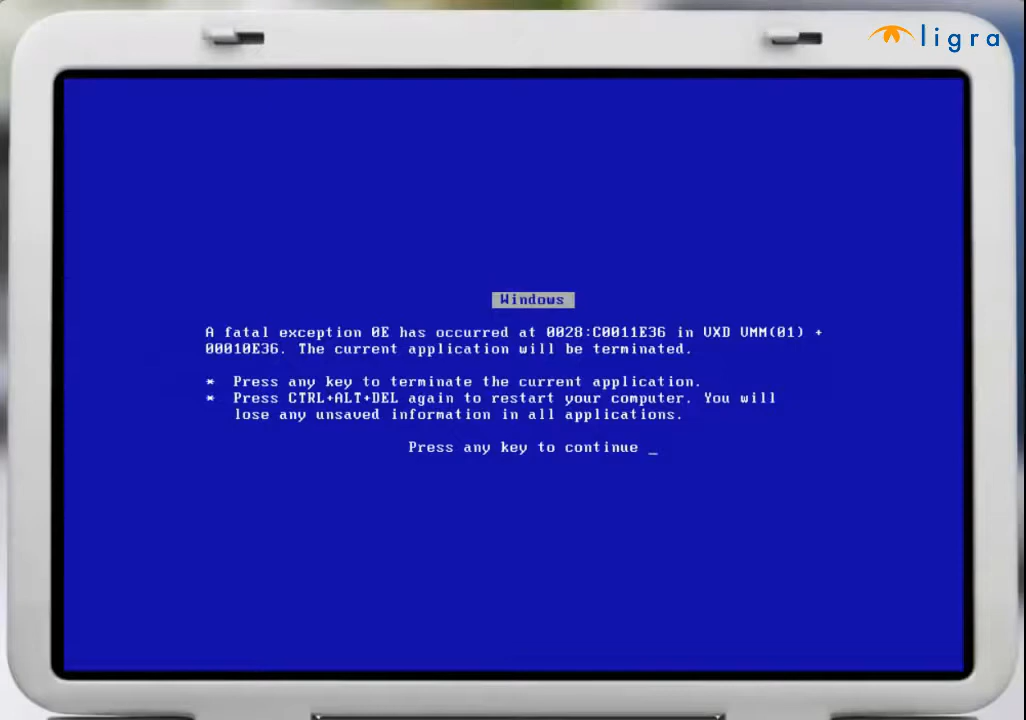 ligra
Windows
A fatal exception 0E has occurred at 0028:C0011E36 in VXD VMM(01) +
00010E36. The current application will be terminated.
* Press any key to terminate the current application.
* Press CTRL+ALT+DEL again to restart your computer. You will
lose any unsaved information in all applications.
Press any key to continue _